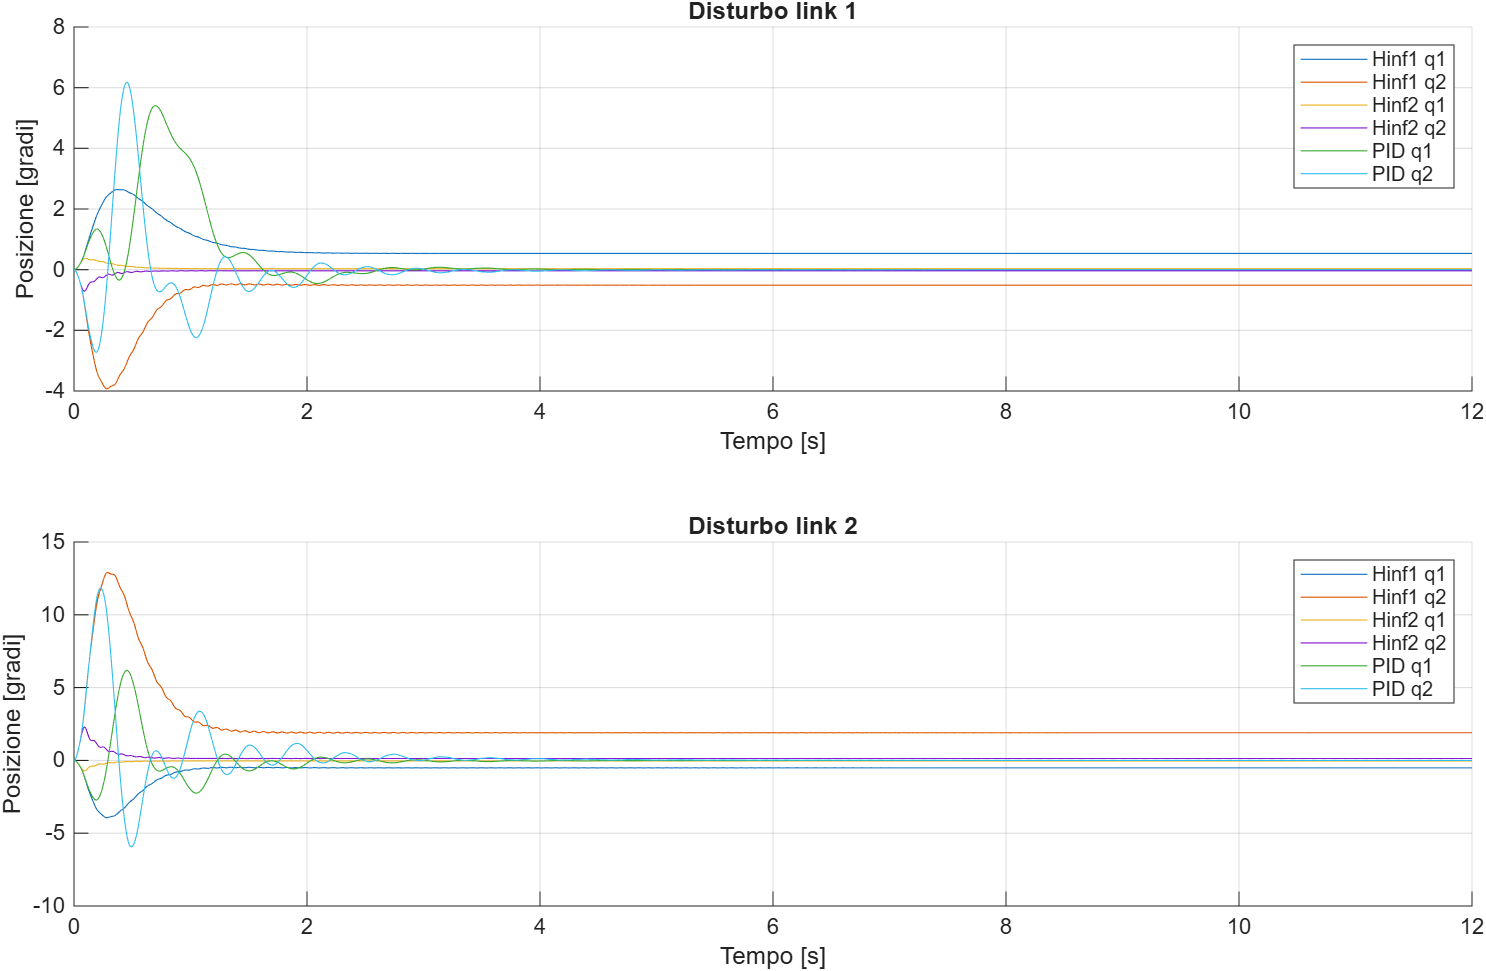 Disturbo link 1
8
6
4
2
0
-2
-4
Posizione [gradi]
0 2 4 6 8 10 12
Tempo [s]
Hinf1 q1
Hinf1 q2
Hinf2 q1
Hinf2 q2
PID q1
PID q2
Disturbo link 2
15
10
5
0
-5
-10
Posizione [gradi]
0 2 4 6 8 10 12
Tempo [s]
Hinf1 q1
Hinf1 q2
Hinf2 q1
Hinf2 q2
PID q1
PID q2